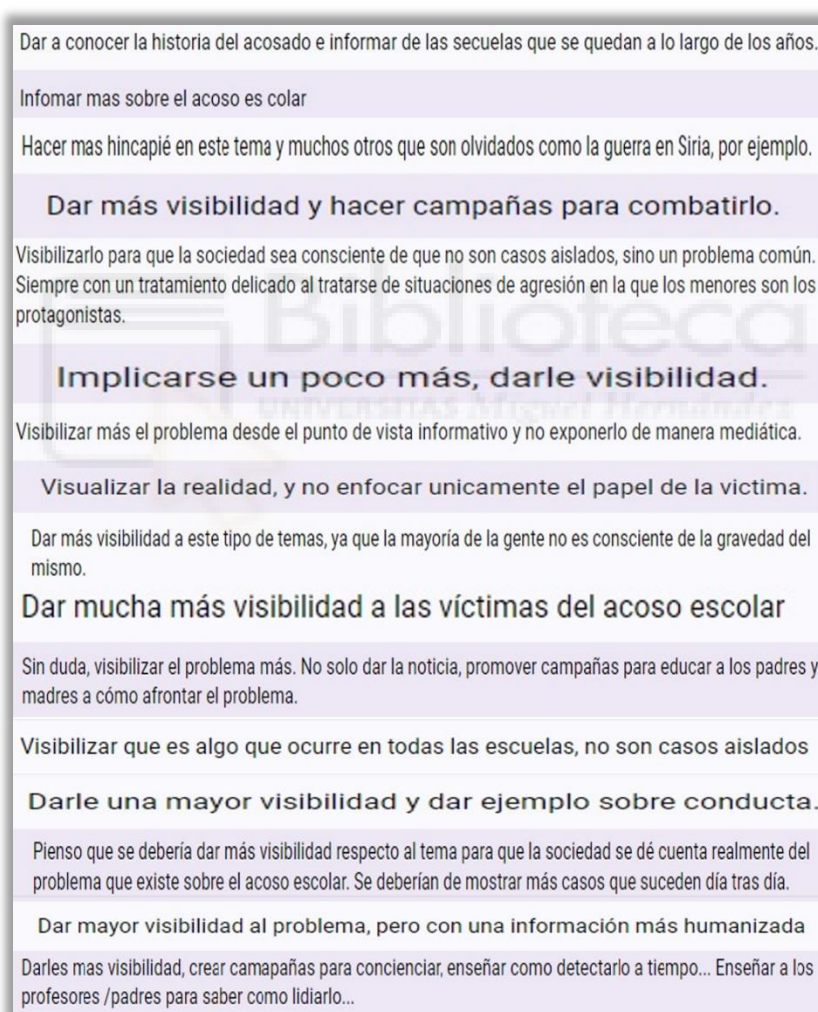 Dar a conocer la historia del acosado e informar de las secuelas que se quedan a lo largo de los años.
Infomar mas sobre el acoso es colar
Hacer mas hincapié en este tema y muchos otros que son olvidados como la guerra en Siria, por ejemplo.
Dar más visibilidad y hacer campañas para combatirlo.
Visibilizarlo para que la sociedad sea consciente de que no son casos aislados, sino un problema común.
Siempre con un tratamiento delicado al tratarse de situaciones de agresión en la que los menores son los
protagonistas.
Biblioteca
Implicarse un poco más, darle visibilidad.
UNIVERSITAS Miguel Hernández
Visibilizar más el problema desde el punto de vista informativo y no exponerlo de manera mediática.
Visualizar la realidad, y no enfocar unicamente el papel de la victima.
Dar más visibilidad a este tipo de temas, ya que la mayoría de la gente no es consciente de la gravedad del
mismo.
Dar mucha más visibilidad a las víctimas del acoso escolar
Sin duda, visibilizar el problema más. No solo dar la noticia, promover campañas para educar a los padres y
madres a cómo afrontar el problema.
Visibilizar que es algo que ocurre en todas las escuelas, no son casos aislados
Darle una mayor visibilidad y dar ejemplo sobre conducta.
Pienso que se debería dar más visibilidad respecto al tema para que la sociedad se dé cuenta realmente del
problema que existe sobre el acoso escolar. Se deberían de mostrar más casos que suceden día tras día.
Dar mayor visibilidad al problema, pero con una información más humanizada
Darles mas visibilidad, crear camapañas para concienciar, enseñar como detectarlo a tiempo... Enseñar a los
profesores /padres para saber como lidiarlo...